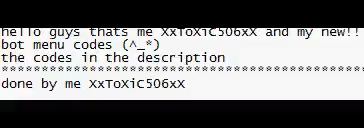 hello guys thats me XxToXiC506xX and my new!!
bot menu codes (^_*)
the codes in the description
*********************************************
done by me XxToXiC506xX